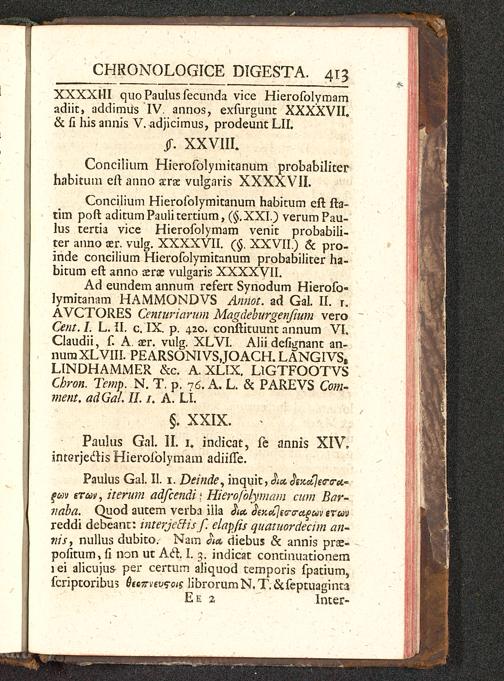 CHRONOLOGICE DIGESTA. 413
XXXXIII quo Paulus ſecunda vice Hieroſolymam
adiit, addimus IV. annos, exſurgunt XXXXVII.
& ſi his annis V. adjicimus, prodeunt LII.
§. XXVIII.
Concilium Hieroſolymitanum probabiliter
habitum eſt anno æræ vulgaris XXXXVII.
Concilium Hieroſolymitanum habitum eſt ſta-
tim poſt aditum Pauli tertium, (§. XXI.) verum Pau-
lus tertia vice Hieroſolymam venit probabili-
ter anno ær. vulg. XXXXVII. (§. XXVII.) & pro-
inde concilium Hieroſolymitanum probabiliter ha-
bitum eſt anno æræ vulgaris XXXXVII.
Ad eundem annum refert Synodum Hieroſo-
lymitanam HAMMONDVS Annot. ad Gal. II. 1.
AVCTORES Centuriarum Magdeburgenſium vero
Cent. I. L. II. c. IX. p. 420. conſtituunt annum VI.
Claudii, ſ. A. ær. vulg. XLVI. Alii deſignant an-
num XLVIII. PEARSONIVS, JOACH. LANGIVS,
LINDHAMMER &c. A. XLIX. LIGTFOOTVS
Chron. Temp. N. T. p. 76. A. L. & PAREVS Com-
ment. ad Gal. II. 1. A. LI.
§. XXIX.
Paulus Gal. II. 1. indicat, ſe annis XIV.
interjectis Hieroſolymam adiiſſe.
Paulus Gal. II. 1. Deinde, inquit, δια δεκατεσσα-
ρων ετων, iterum adſcendi Hieroſolymam cum Bar-
naba. Quod autem verba illa δια δεκατεσσαρων ετων
reddi debeant: interjectis ſ. elapſis quatuordecim an-
nis, nullus dubito. Nam δια diebus & annis præ-
poſitum, ſi non ut Act. I. 3. indicat continuationem
rei alicujus per certum aliquod temporis ſpatium,
ſcriptoribus θεοπνευϛοις librorum N. T. & ſeptuaginta
EE 2 Inter-